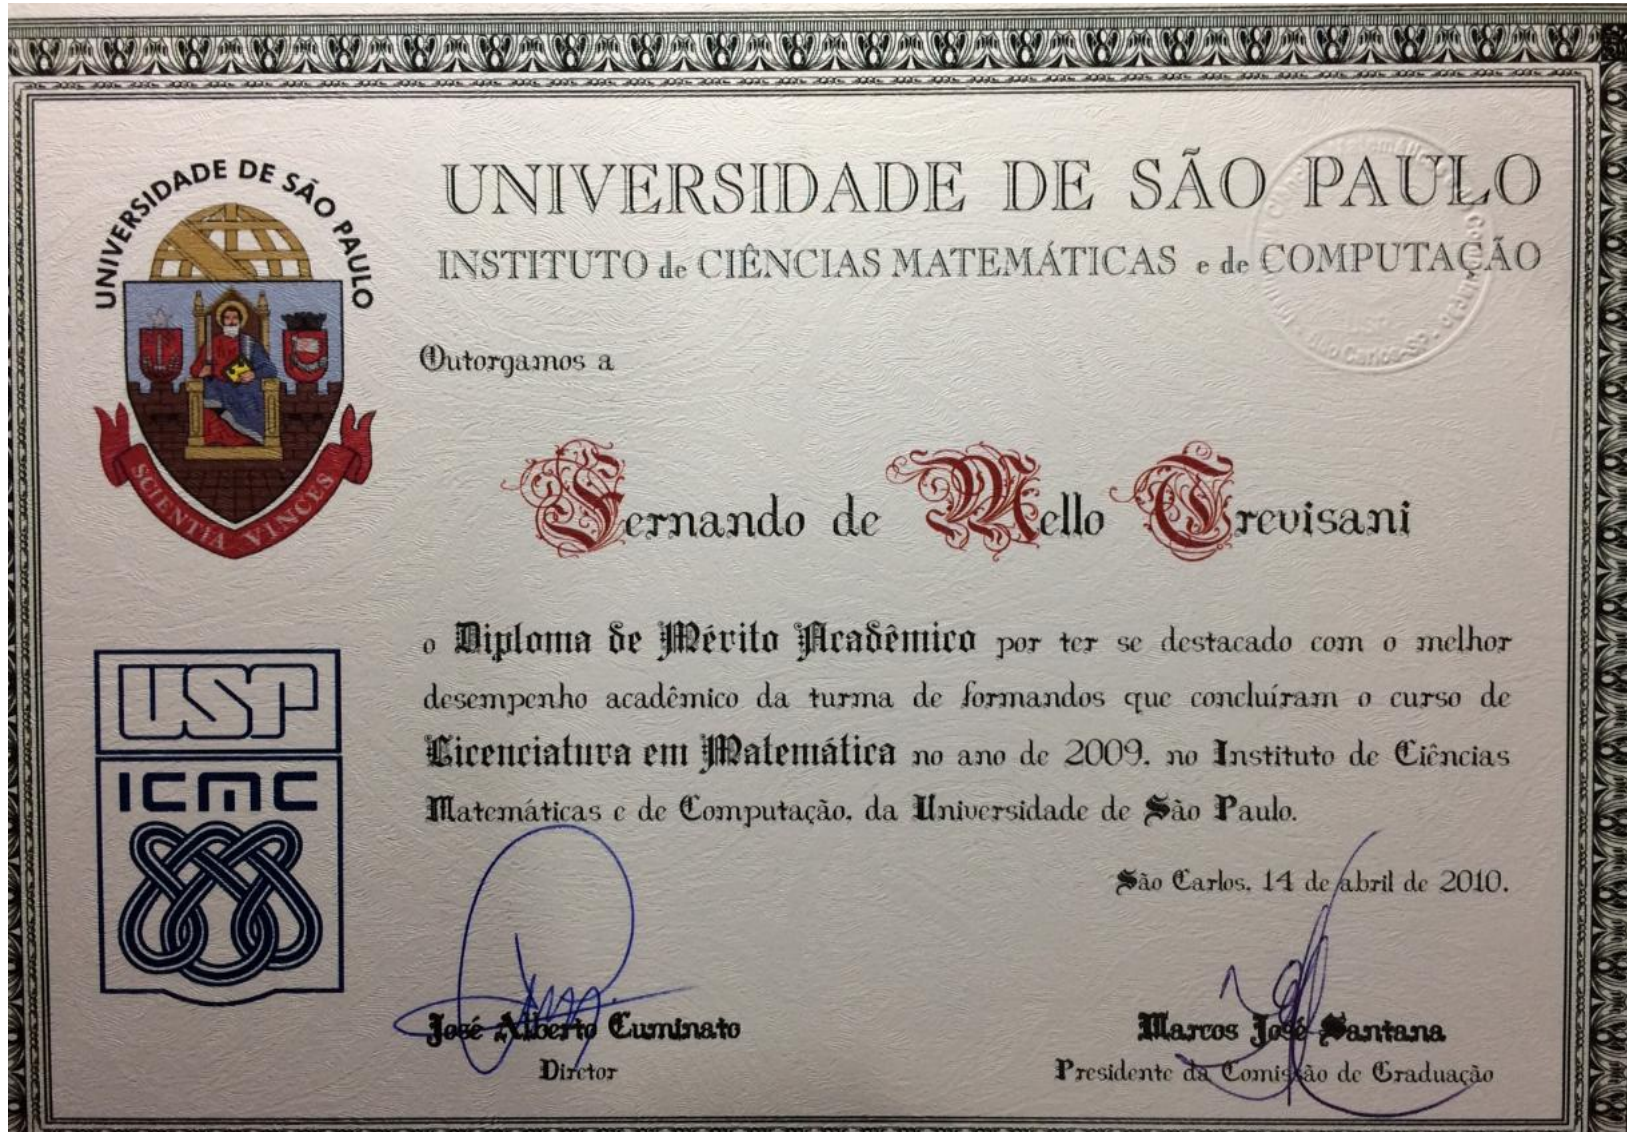 UNIVERSIDADE DE SÃO PAULO
UNIVERSIDADE DE SÃO PAULO
INSTITUTO de CIÊNCIAS MATEMÁTICAS e de COMPUTAÇÃO
SCIENTIA VINCES
Outorgamos a
Fernando de Mello Trevisani
o Diploma de Mérito Acadêmico por ter se destacado com o melhor
desempenho acadêmico da turma de formandos que concluíram o curso de
Licenciatura em Matemática no ano de 2009, no Instituto de Ciências
Matemáticas e de Computação, da Universidade de São Paulo.
USP
ICMC
São Carlos, 14 de abril de 2010.
José Alberto Cuminato
Diretor
Marcos José Santana
Presidente da Comissão de Graduação
São Carlos-SP